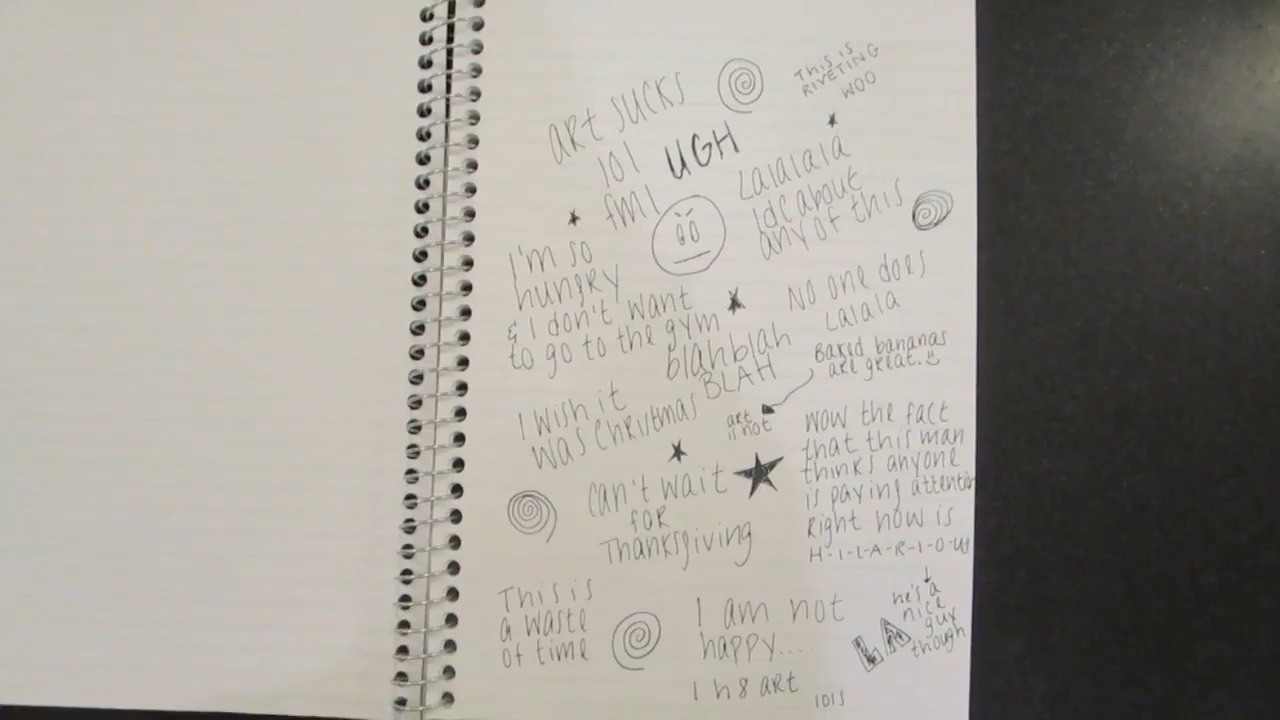 art sucks
lol
fml
UGH
This is
RIVETING
WOO
Lalalala
Idc about
any of this
I'm so
hungry
& I don't want
to go to the gym
blahblah
BLAH
No one does
Lalala
Baked bananas
are great.
art
is not
I wish it
was Christmas
can't wait
for
Thanksgiving
wow the fact
that this man
thinks anyone
is paying attention
right now is
H-I-L-A-R-I-O-US
he's a
nice
guy
though
LA
This is
a waste
of time
I am not
happy....
I h8 art
lols